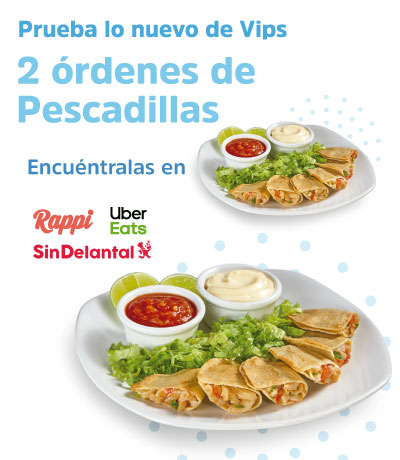 Prueba lo nuevo de Vips
2 órdenes de
Pescadillas
Encuéntralas en
Rappi
Uber
Eats
SinDelantal